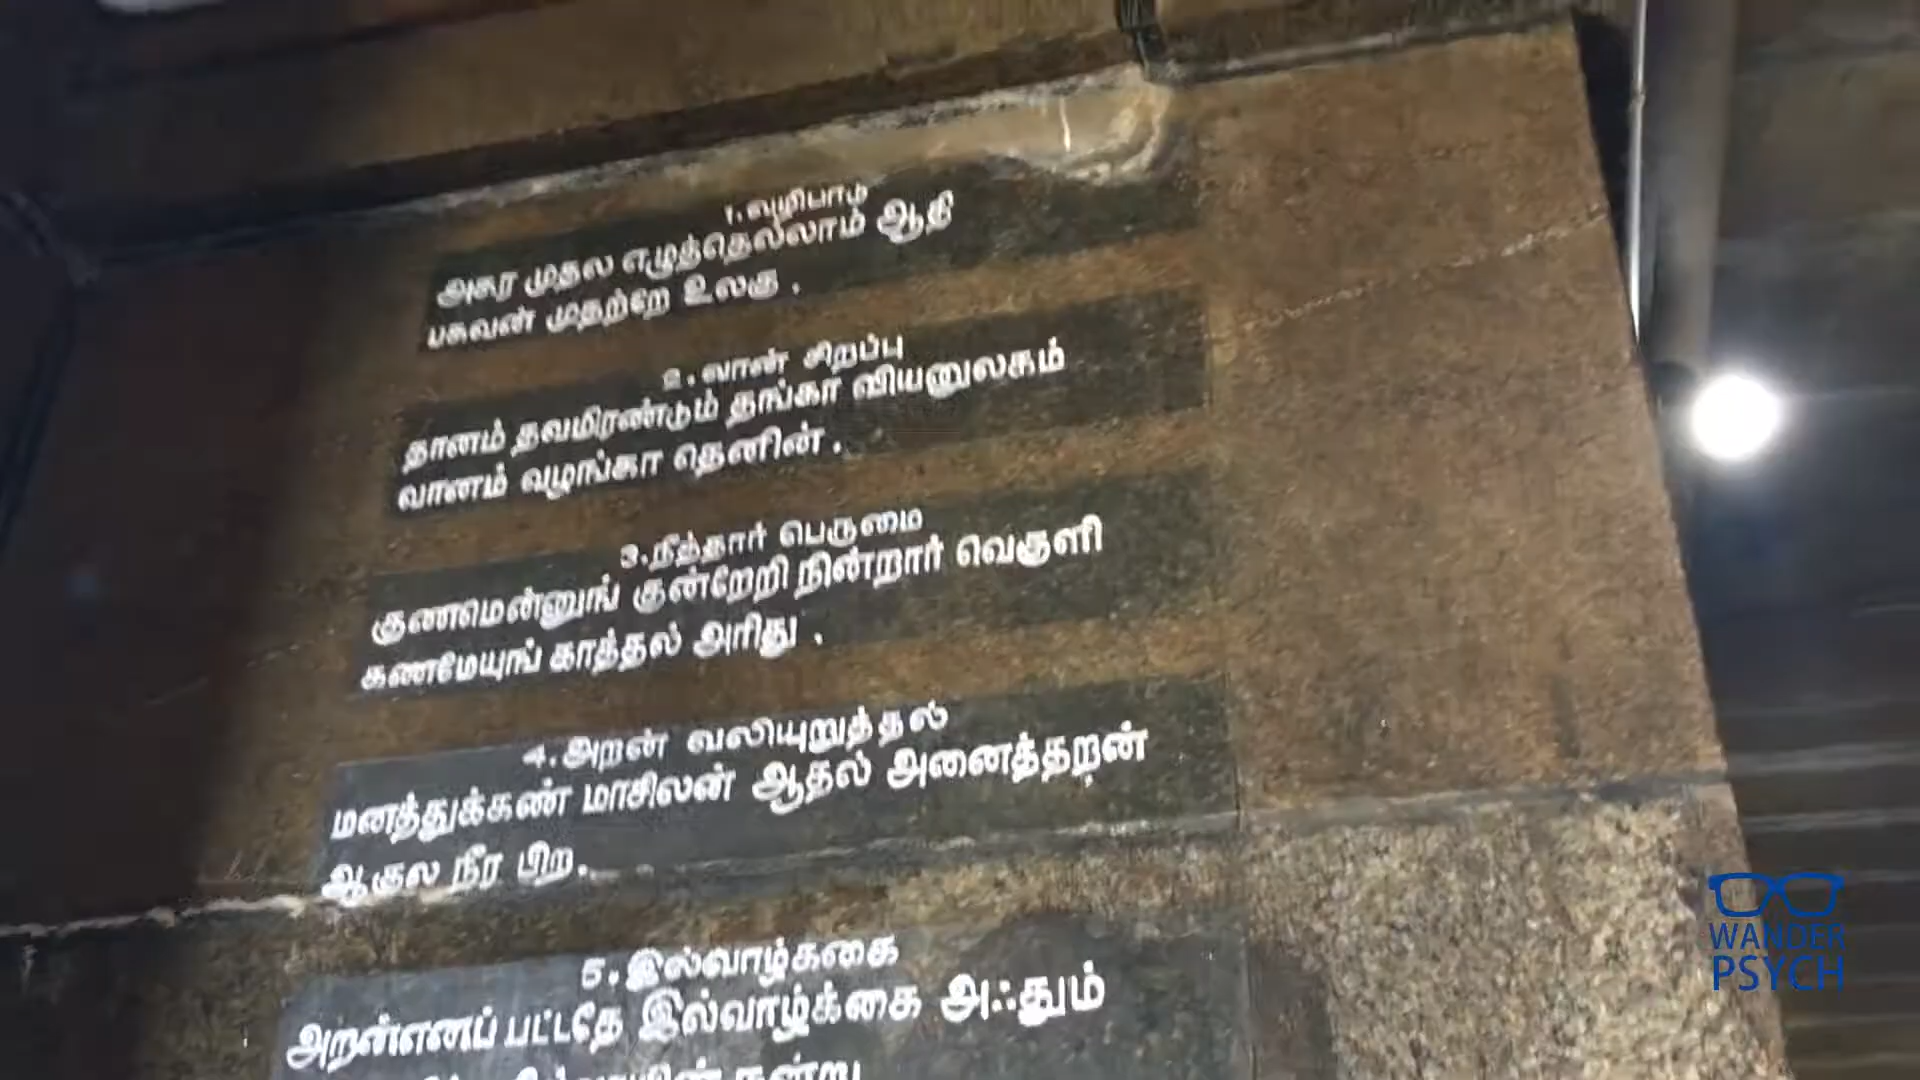 1. வழிபாடு
அகர முதல எழுத்தெல்லாம் ஆதி
பகவன் முதற்றே உலகு .
2. வான் சிறப்பு
தானம் தவமிரண்டும் தங்கா வியனுலகம்
வானம் வழங்கா தெனின் .
3. நீத்தார் பெருமை
குணமென்னுங் குன்றேறி நின்றார் வெகுளி
கணமேயுங் காத்தல் அரிது .
4. அறன் வலியுறுத்தல்
மனத்துக்கண் மாசிலன் ஆதல் அனைத்தறன்
ஆகுல நீர பிற.
5. இல்வாழ்க்கை
அறன்எனப் பட்டதே இல்வாழ்க்கை அஃதும்
நன்று
WANDER
PSYCH